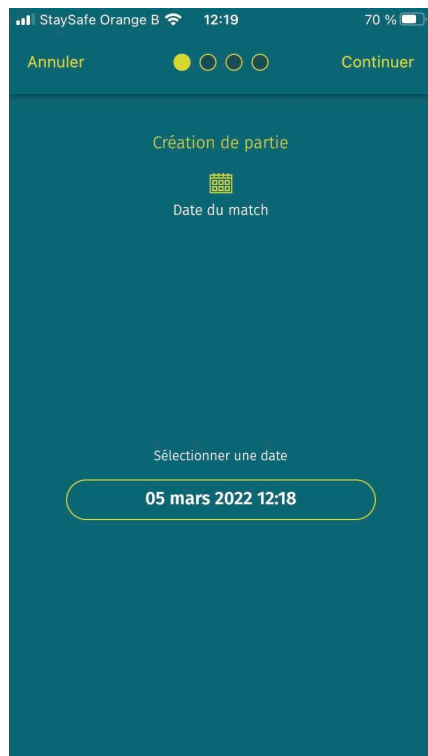 StaySafe Orange B 12:19 70 %
Annuler Continuer
Création de partie
Date du match
Sélectionner une date
05 mars 2022 12:18